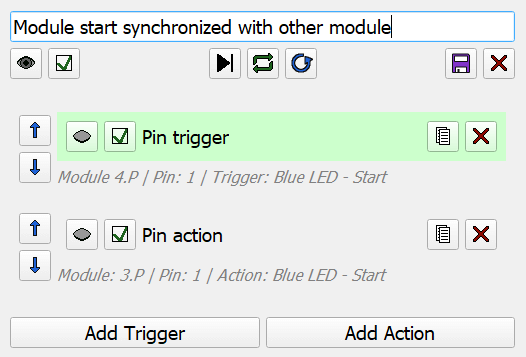 Module start synchronized with other module
Pin trigger
Module 4.P | Pin: 1 | Trigger: Blue LED - Start
Pin action
Module: 3.P | Pin: 1 | Action: Blue LED - Start
Add Trigger
Add Action